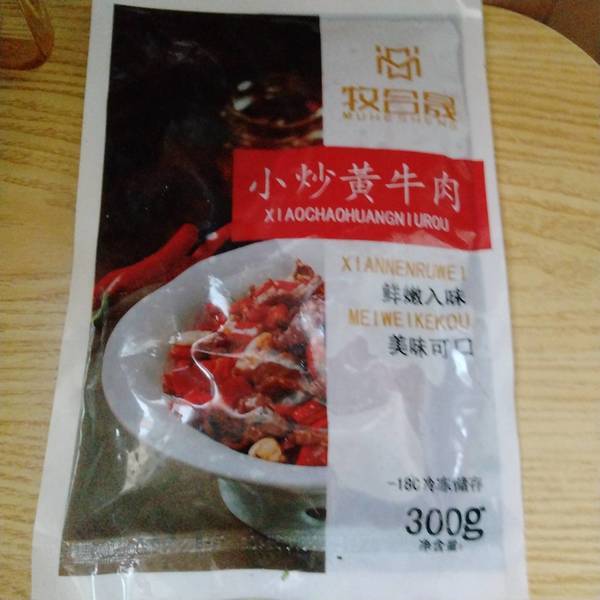 牧合晟
MUHESHENG
小炒黄牛肉
XIAOCHAOHUANGNIUROU
XIANNENRUWEI
鲜嫩入味
MEIWEIKEKOU
美味可口
-18C冷冻储存
300g
净含量: